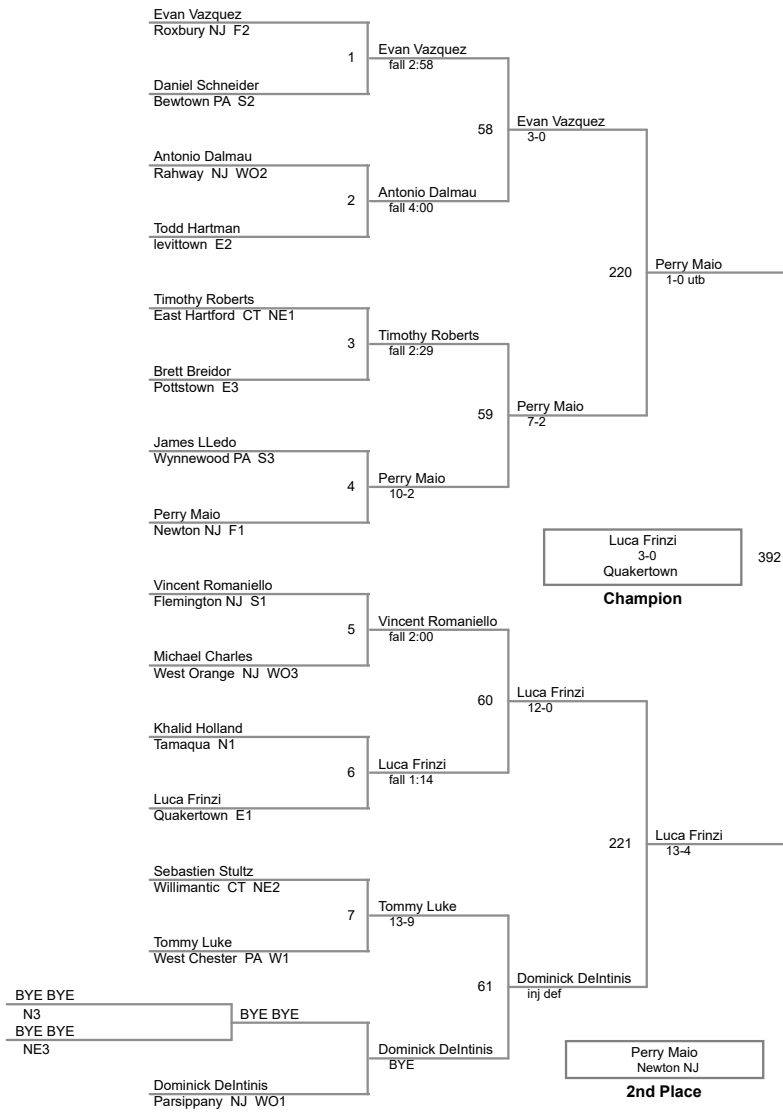 Evan Vazquez
Roxbury NJ F2
1
Evan Vazquez
fall 2:58
Daniel Schneider
Bewtown PA S2
58
Evan Vazquez
3-0
Antonio Dalmau
Rahway NJ WO2
2
Antonio Dalmau
fall 4:00
Todd Hartman
levittown E2
220
Perry Maio
1-0 utb
Timothy Roberts
East Hartford CT NE1
3
Timothy Roberts
fall 2:29
Brett Breidor
Pottstown E3
59
Perry Maio
7-2
James LLedo
Wynnewood PA S3
4
Perry Maio
10-2
Perry Maio
Newton NJ F1
Luca Frinzi
3-0
Quakertown
392
Champion
Vincent Romaniello
Flemington NJ S1
5
Vincent Romaniello
fall 2:00
Michael Charles
West Orange NJ WO3
60
Luca Frinzi
12-0
Khalid Holland
Tamaqua N1
6
Luca Frinzi
fall 1:14
Luca Frinzi
Quakertown E1
221
Luca Frinzi
13-4
Sebastien Stultz
Willimantic CT NE2
7
Tommy Luke
13-9
Tommy Luke
West Chester PA W1
61
Dominick DeIntinis
inj def
BYE BYE
N3
BYE BYE
BYE BYE
NE3
Dominick DeIntinis
BYE
Dominick DeIntinis
Parsippany NJ WO1
Perry Maio
Newton NJ
2nd Place